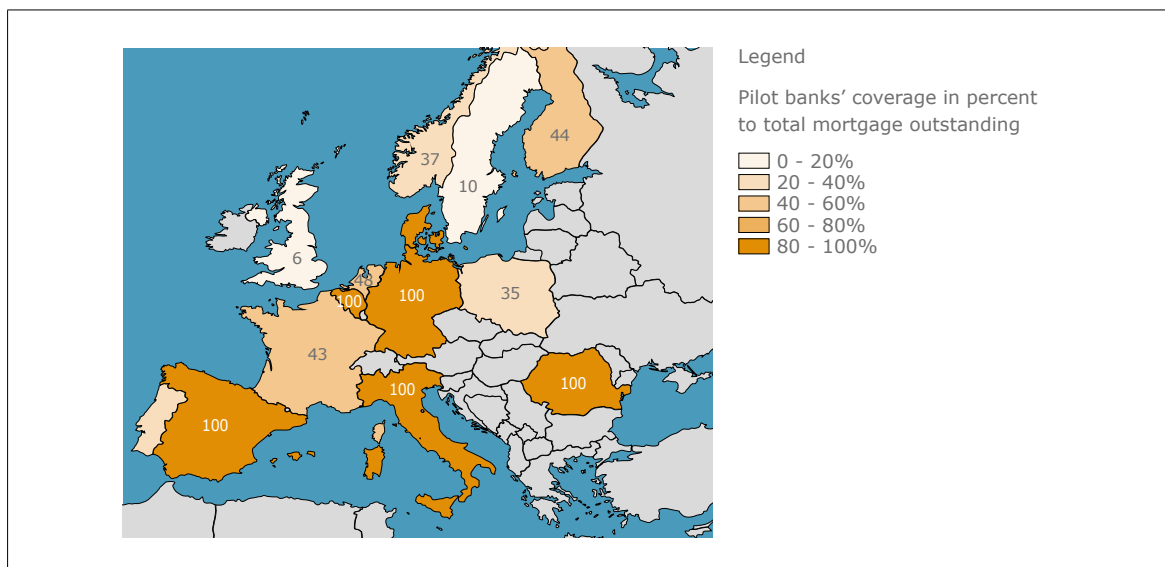 Legend
Pilot banks’ coverage in percent
to total mortgage outstanding
0 - 20%
20 - 40%
40 - 60%
60 - 80%
80 - 100%
44
37
10
6
48
100
100
35
43
100
100
100